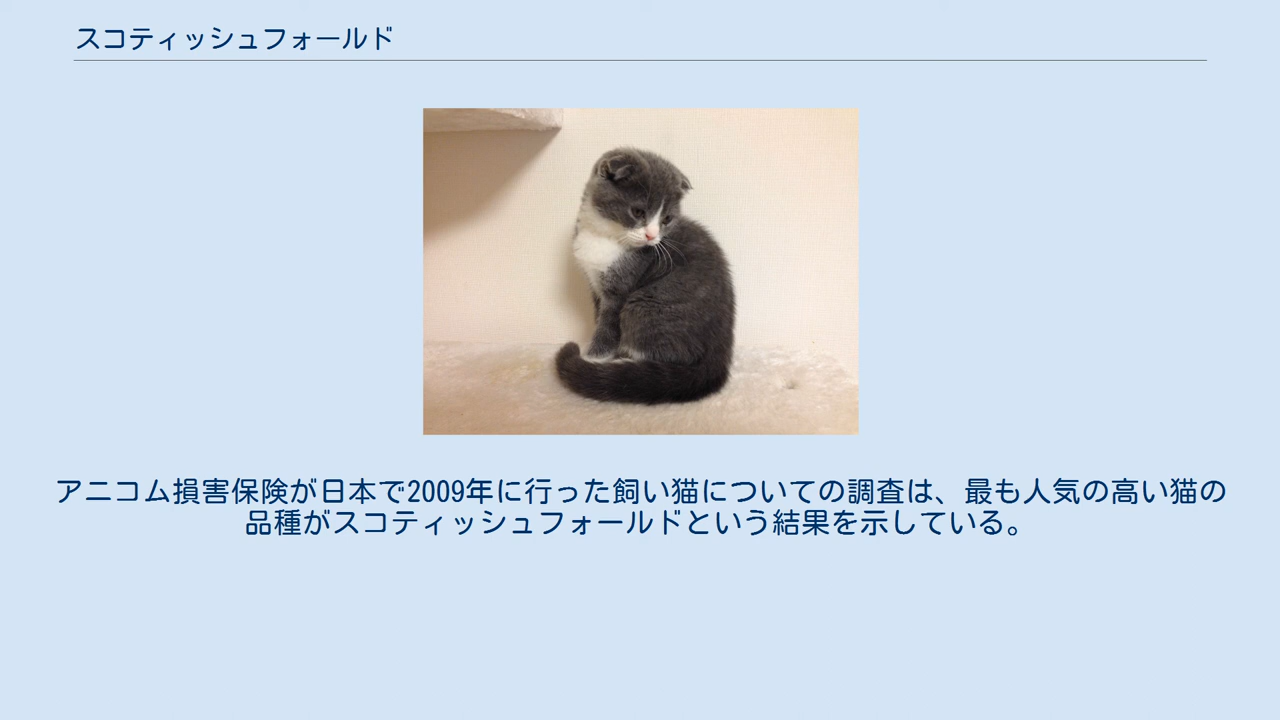 スコティッシュフォールド
アニコム損害保険が日本で2009年に行った飼い猫についての調査は、最も人気の高い猫の
品種がスコティッシュフォールドという結果を示している。